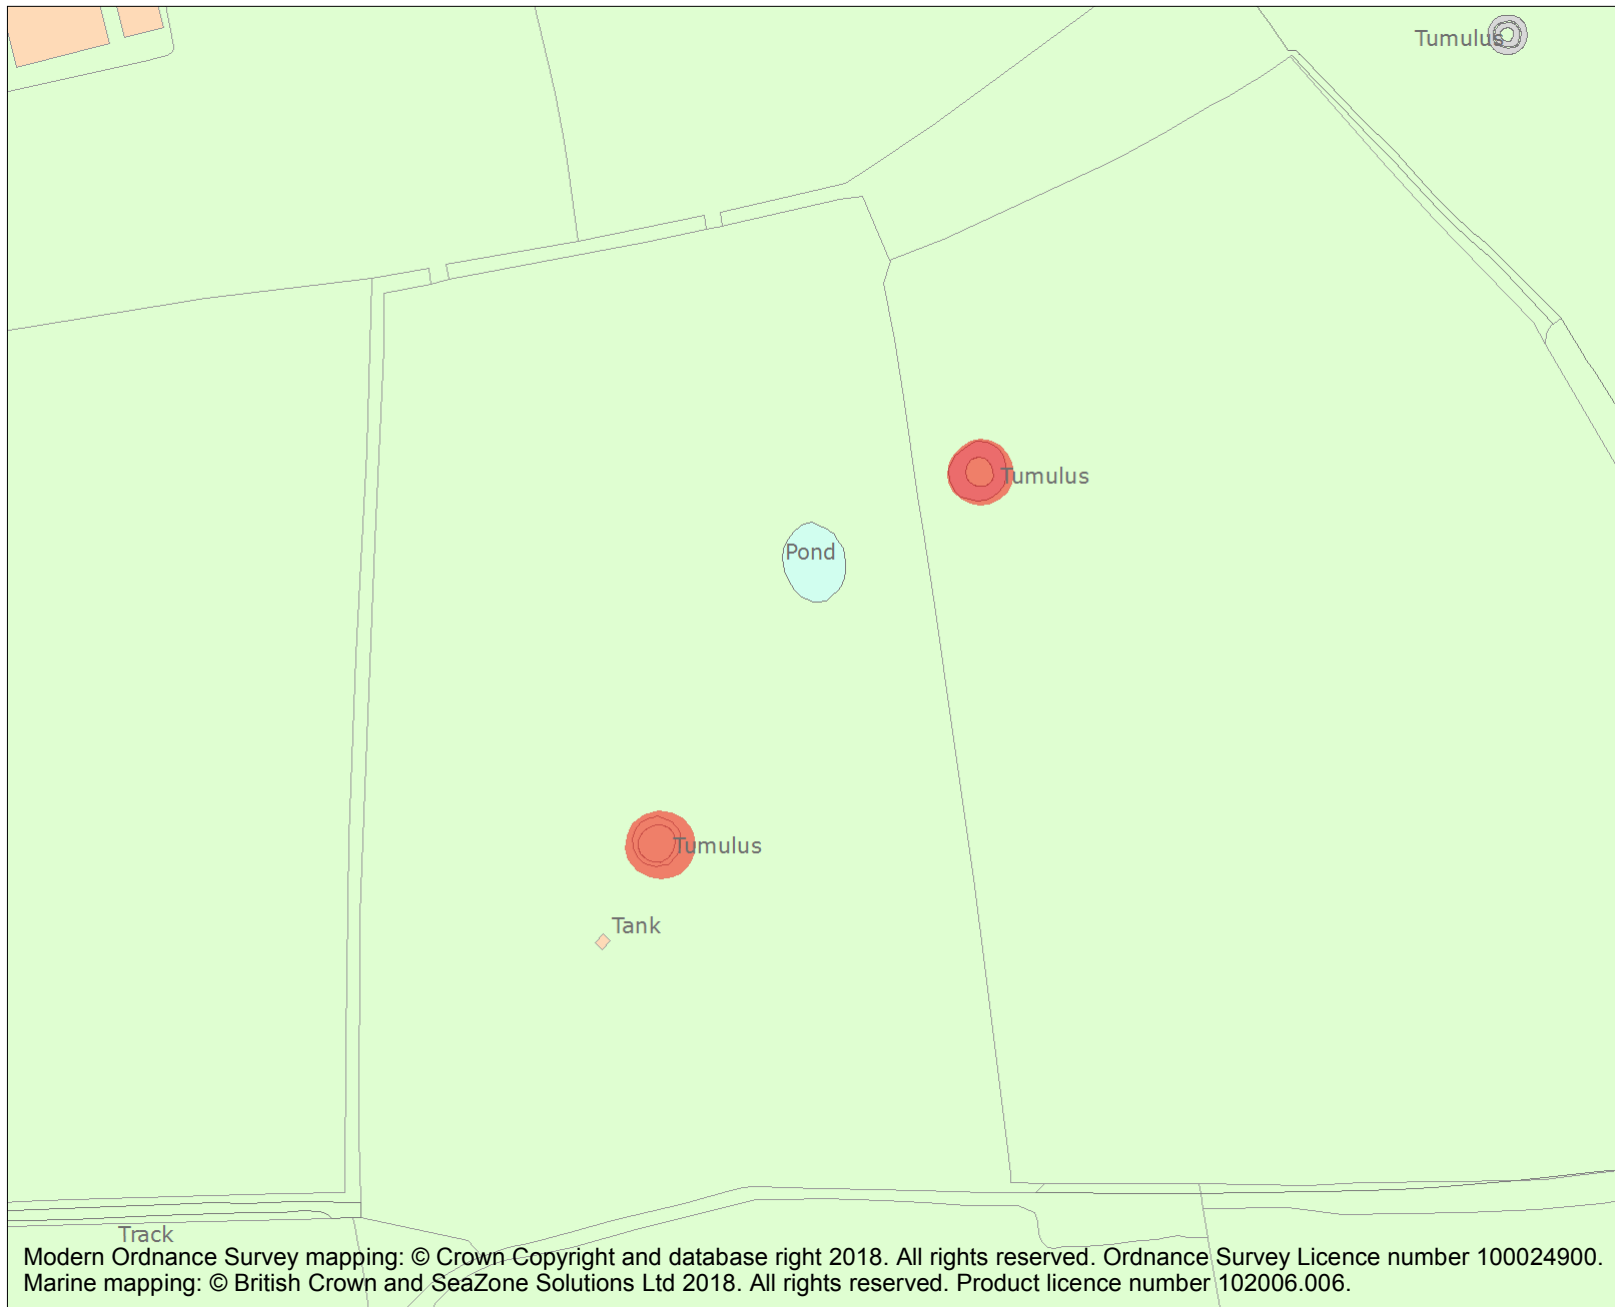 Tumulus
Tumulus
Pond
Tumulus
Tank
Track
Modern Ordnance Survey mapping: © Crown Copyright and database right 2018. All rights reserved. Ordnance Survey Licence number 100024900.
Marine mapping: © British Crown and SeaZone Solutions Ltd 2018. All rights reserved. Product licence number 102006.006.